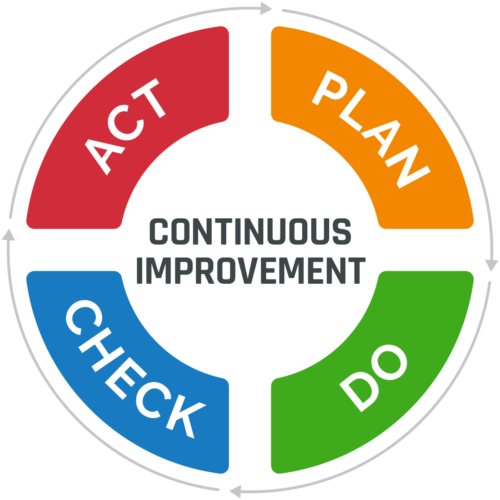 ACT
PLAN
CONTINUOUS
IMPROVEMENT
CHECK
DO